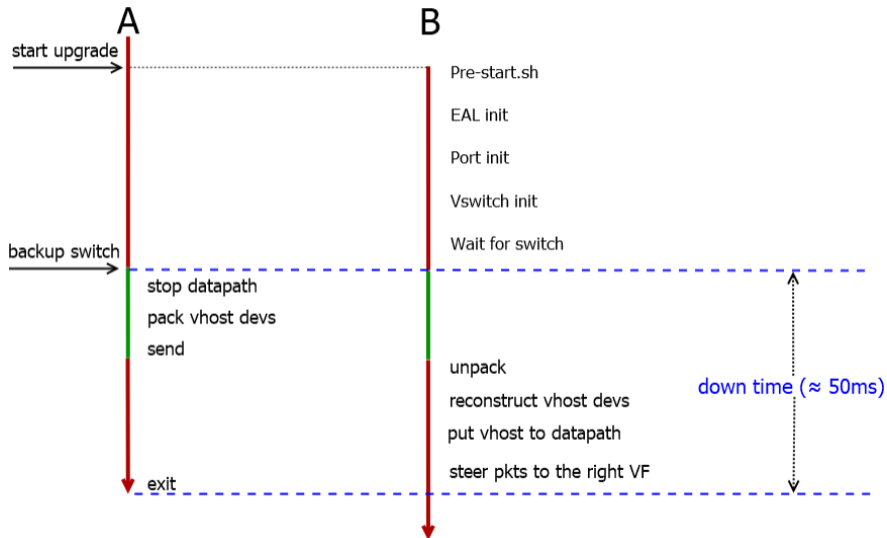 A
B
start upgrade
Pre-start.sh
EAL init
Port init
Vswitch init
Wait for switch
backup switch
stop datapath
pack vhost devs
send
unpack
reconstruct vhost devs
put vhost to datapath
steer pkts to the right VF
down time (≈ 50ms)
exit